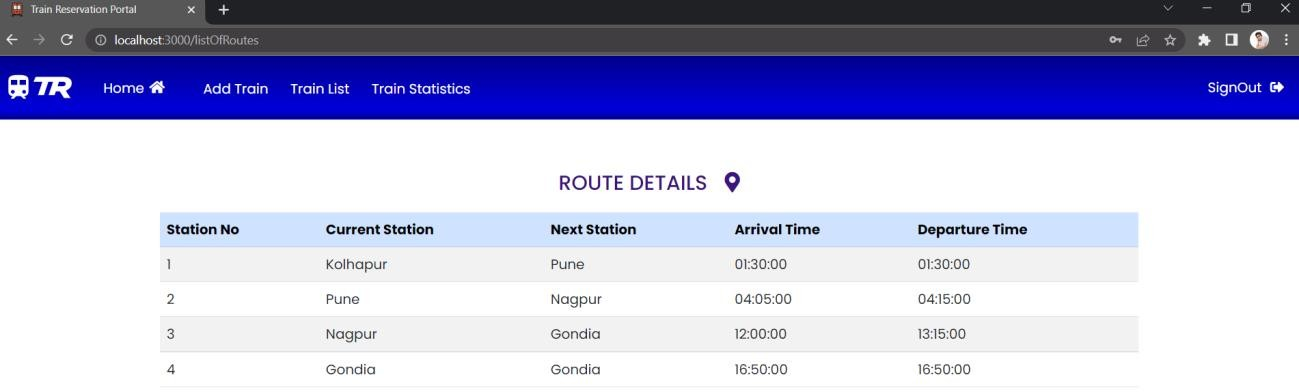 Train Reservation Portal
localhost:3000/listOfRoutes
TR Home Add Train Train List Train Statistics SignOut
ROUTE DETAILS
Station No Current Station Next Station Arrival Time Departure Time
1 Kolhapur Pune 01:30:00 01:30:00
2 Pune Nagpur 04:05:00 04:15:00
3 Nagpur Gondia 12:00:00 13:15:00
4 Gondia Gondia 16:50:00 16:50:00